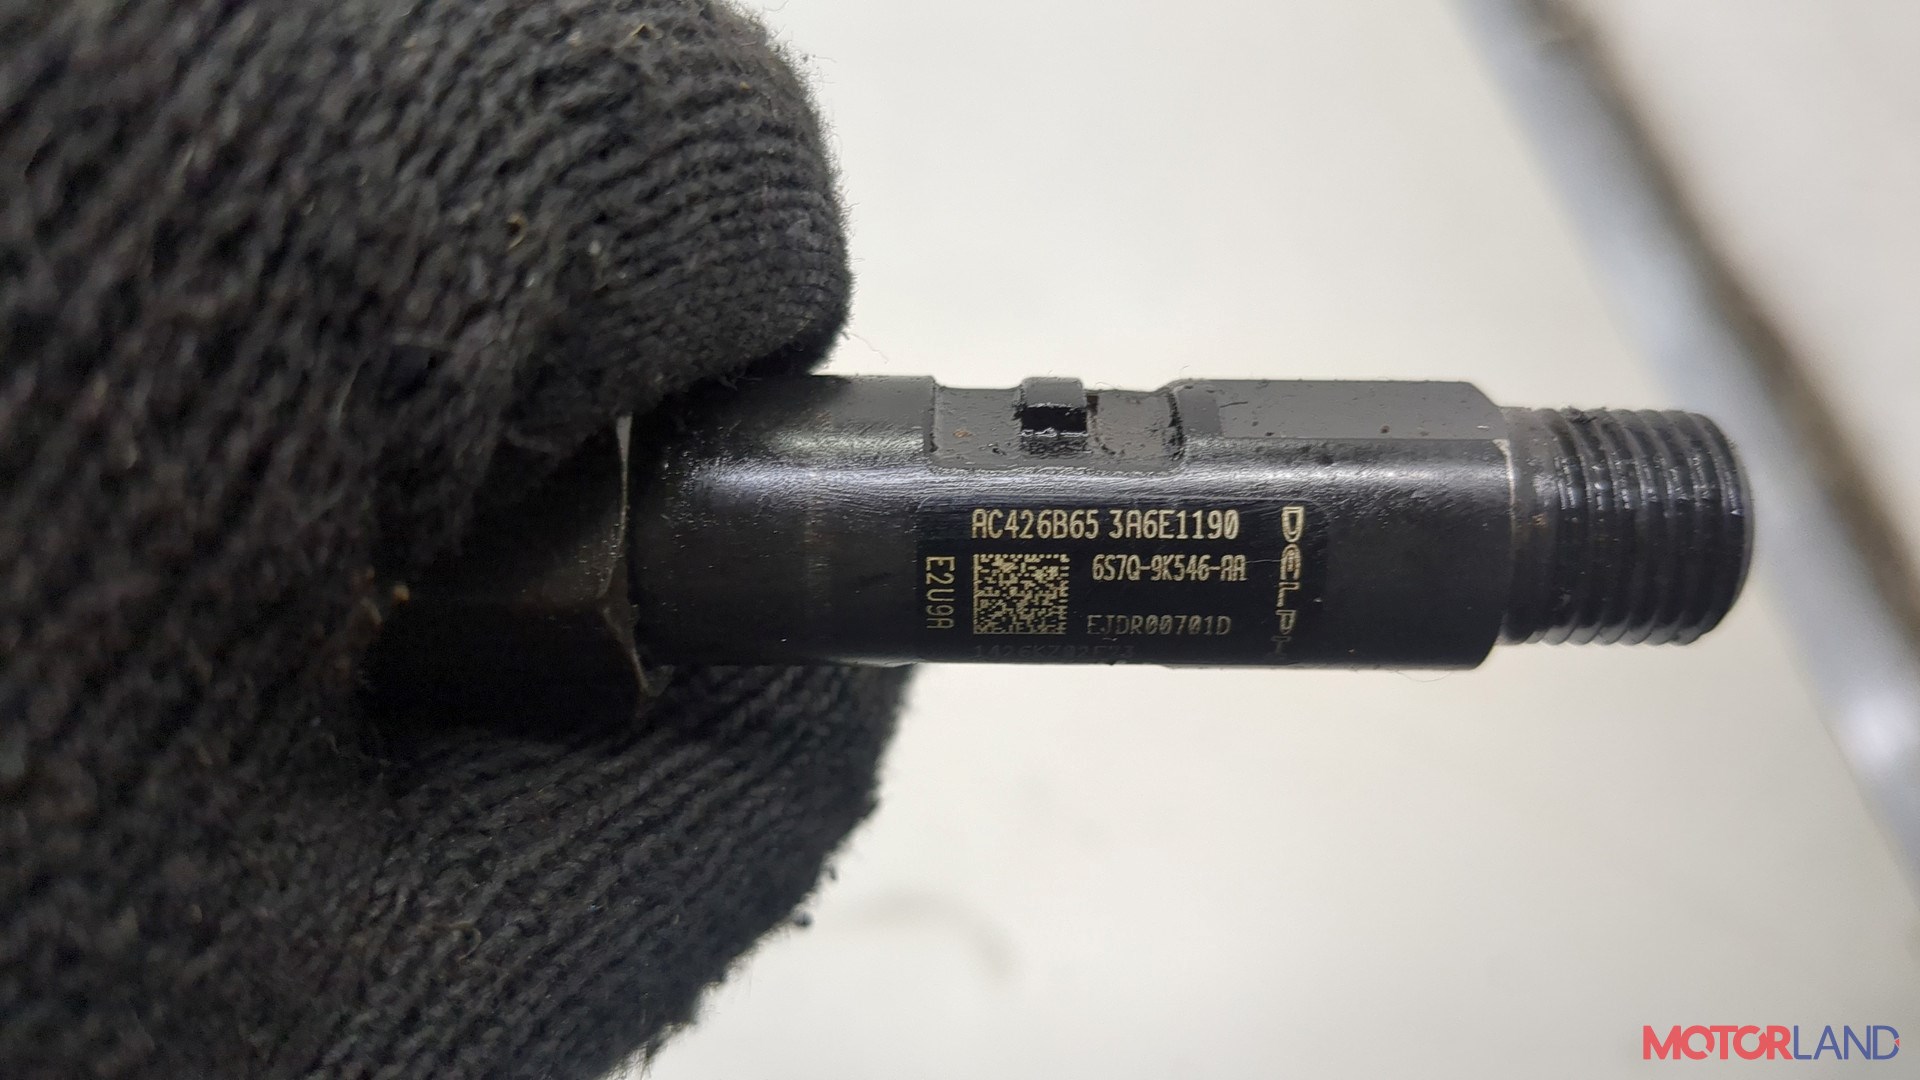 AC426B65 3A6E1190
6S7Q-9K546-AA
EJDR00701D
E2U9A
DELPHI
MOTORLAND